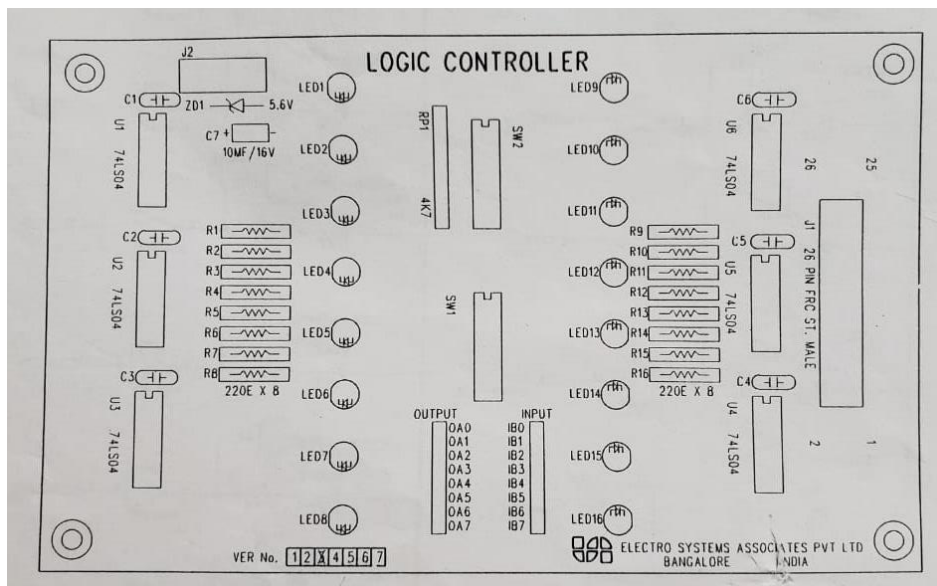 LOGIC CONTROLLER
J2
ZD1 5.6V
C7 + -
10MF/16V
C1
U1
74LS04
C2
U2
74LS04
C3
U3
74LS04
R1
R2
R3
R4
R5
R6
R7
R8
220E X 8
LED1
LED2
LED3
LED4
LED5
LED6
LED7
LED8
RP1
4K7
SW2
SW1
OUTPUT INPUT
OA0 IB0
OA1 IB1
OA2 IB2
OA3 IB3
OA4 IB4
OA5 IB5
OA6 IB6
OA7 IB7
LED9
LED10
LED11
LED12
LED13
LED14
LED15
LED16
R9
R10
R11
R12
R13
R14
R15
R16
220E X 8
C6
U6
74LS04
C5
U5
74LS04
C4
U4
74LS04
26 25
J1 26 PIN FRC ST. MALE
2 1
VER No. 1 2 3 4 5 6 7
ELECTRO SYSTEMS ASSOCIATES PVT LTD
BANGALORE INDIA